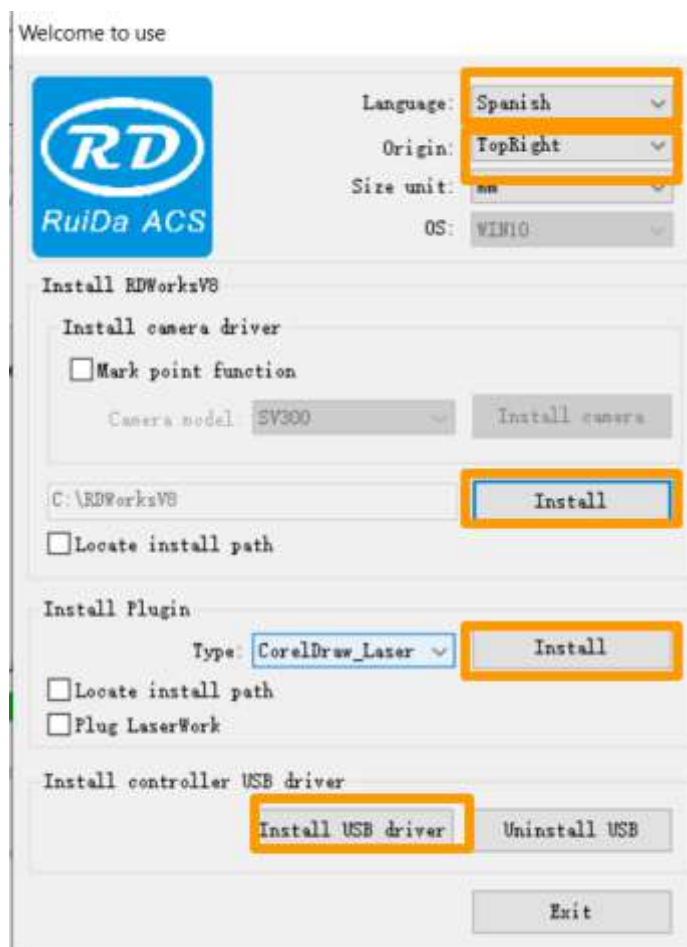 Welcome to use
RD
RuiDa ACS
Language: Spanish
Origin: TopRight
Size unit: mm
OS: WIN10
Install RDWorksV8
Install camera driver
Mark point function
Camera model: SV300 Install camera
C:\RDWorksV8 Install
Locate install path
Install Plugin
Type: CorelDraw_Laser Install
Locate install path
Plug LaserWork
Install controller USB driver
Install USB driver Uninstall USB
Exit